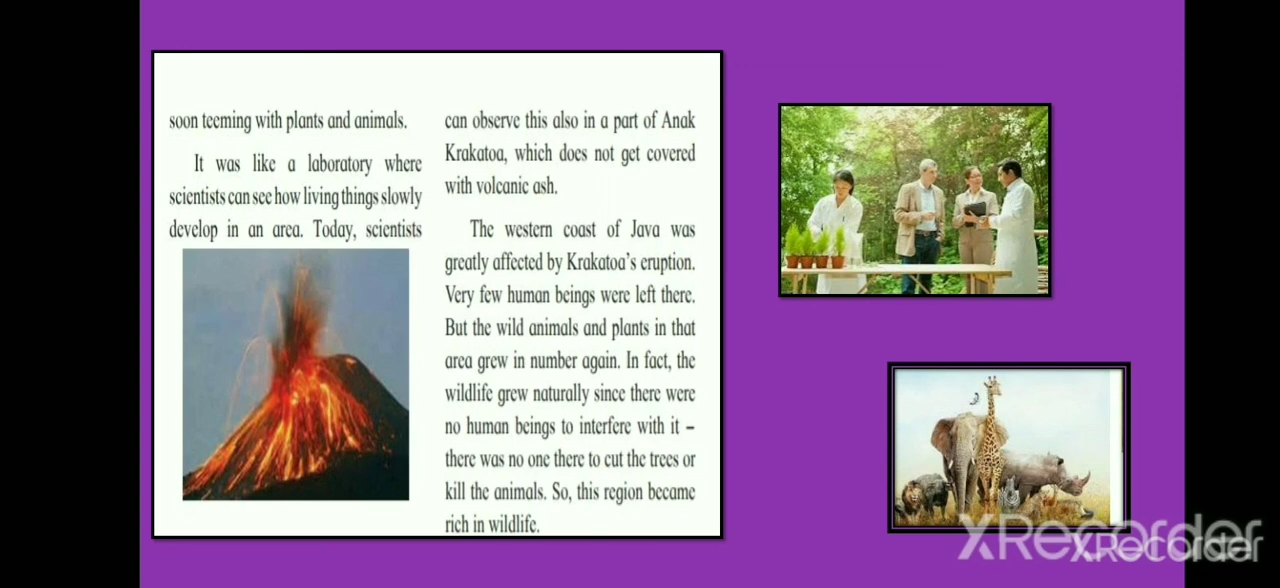 soon teeming with plants and animals.
It was like a laboratory where
scientists can see how living things slowly
develop in an area. Today, scientists
can observe this also in a part of Anak
Krakatoa, which does not get covered
with volcanic ash.
The western coast of Java was
greatly affected by Krakatoa's eruption.
Very few human beings were left there.
But the wild animals and plants in that
area grew in number again. In fact, the
wildlife grew naturally since there were
no human beings to interfere with it –
there was no one there to cut the trees or
kill the animals. So, this region became
rich in wildlife.
XRecorder
XRecorder